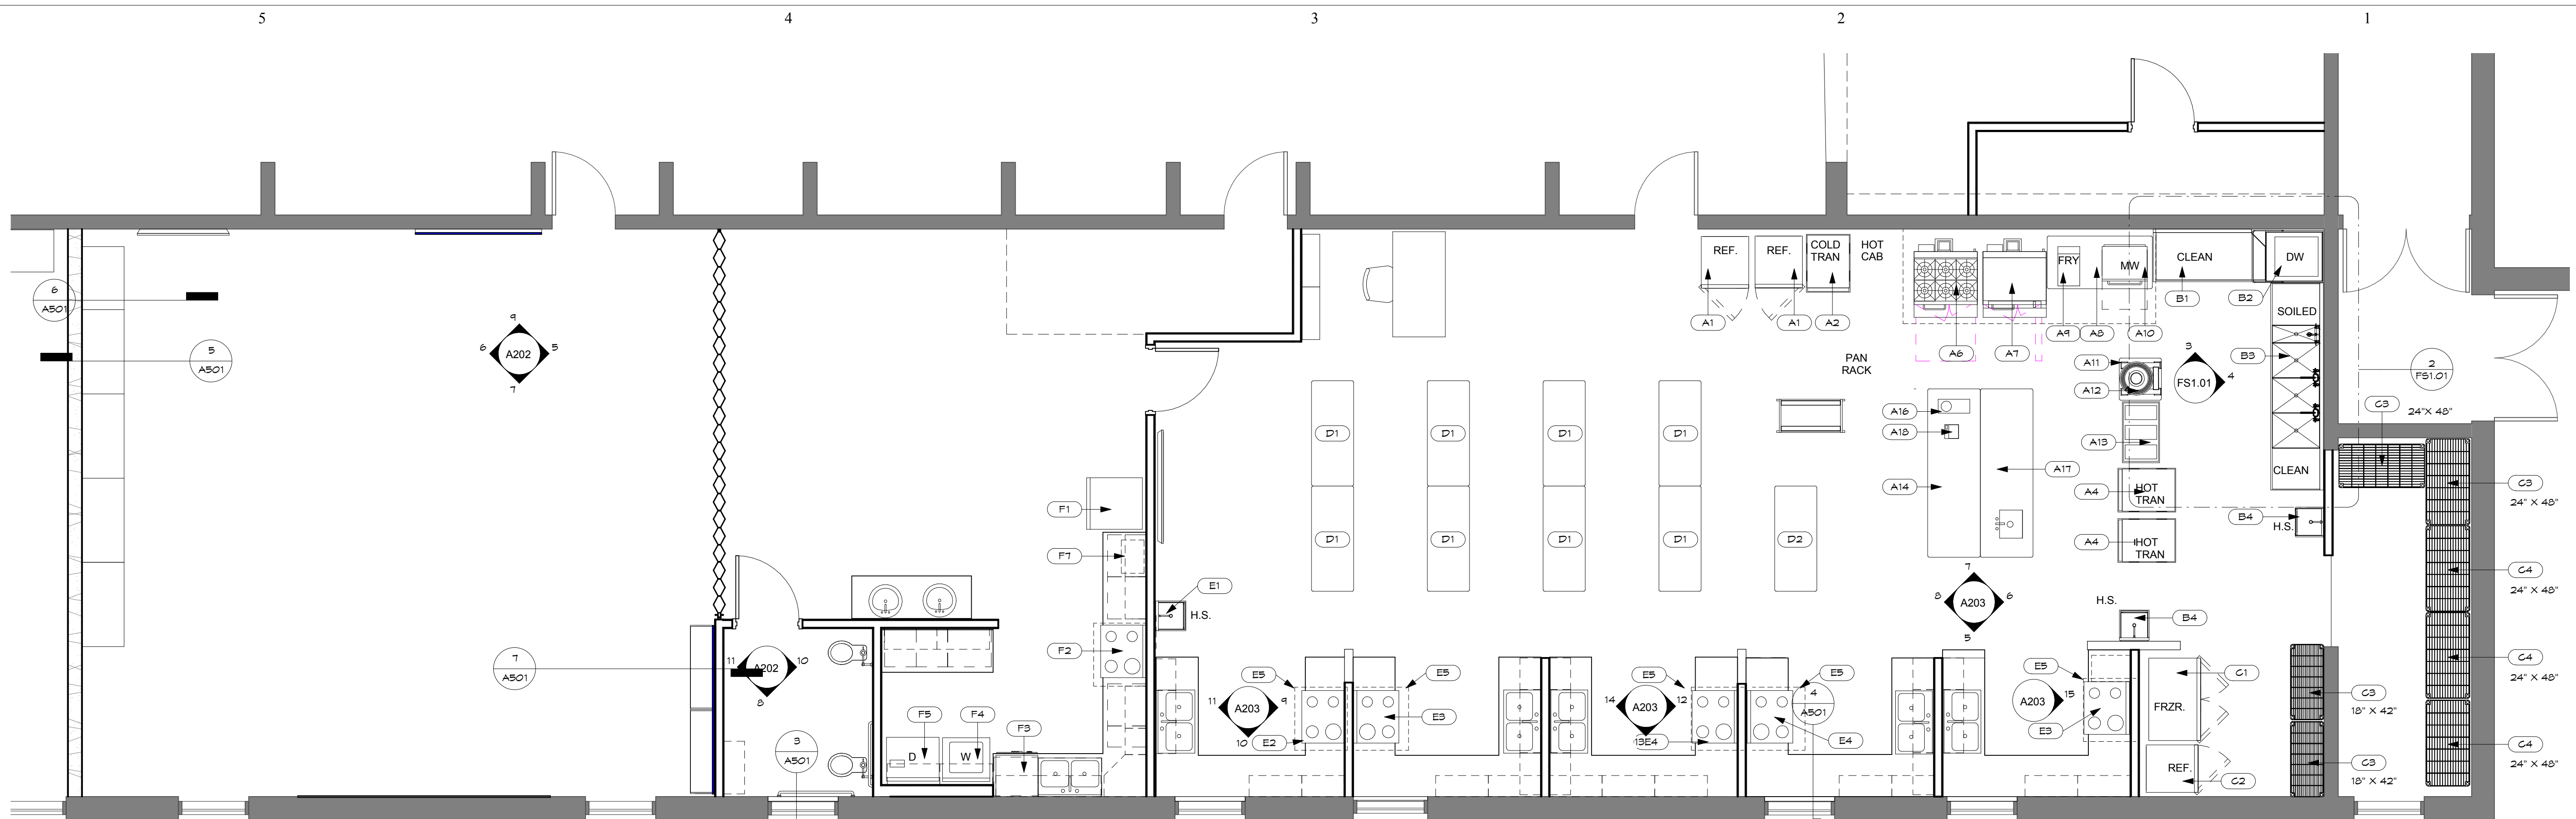 5
4
3
2
1
REF.
REF.
COLD
TRAN
HOT
CAB
FRY
MW
CLEAN
DW
A1
A1
A2
A6
A7
A9
A8
A10
B1
B2
SOILED
B3
6
A501
5
A501
9
6
A202
5
7
PAN
RACK
A11
A12
3
FS1.01
4
2
FS1.01
C3
24"X 48"
A16
A18
A13
A17
A14
CLEAN
D1
D1
D1
D1
F1
A4
HOT
TRAN
C3
24" X 48"
B4
H.S.
D1
D1
D1
D1
D2
A4
HOT
TRAN
F7
C4
24" X 48"
E1
H.S.
7
8
A203
6
5
H.S.
B4
F2
7
A501
11
A202
10
8
E5
E5
E5
E5
E5
C1
C4
24" X 48"
11
A203
9
10
E2
E3
14
A203
12
13
E4
E4
4
A501
A203
15
E3
FRZR.
C3
18" X 42"
F5
F4
F3
D
W
3
A501
REF.
C2
C3
18" X 42"
C4
24" X 48"